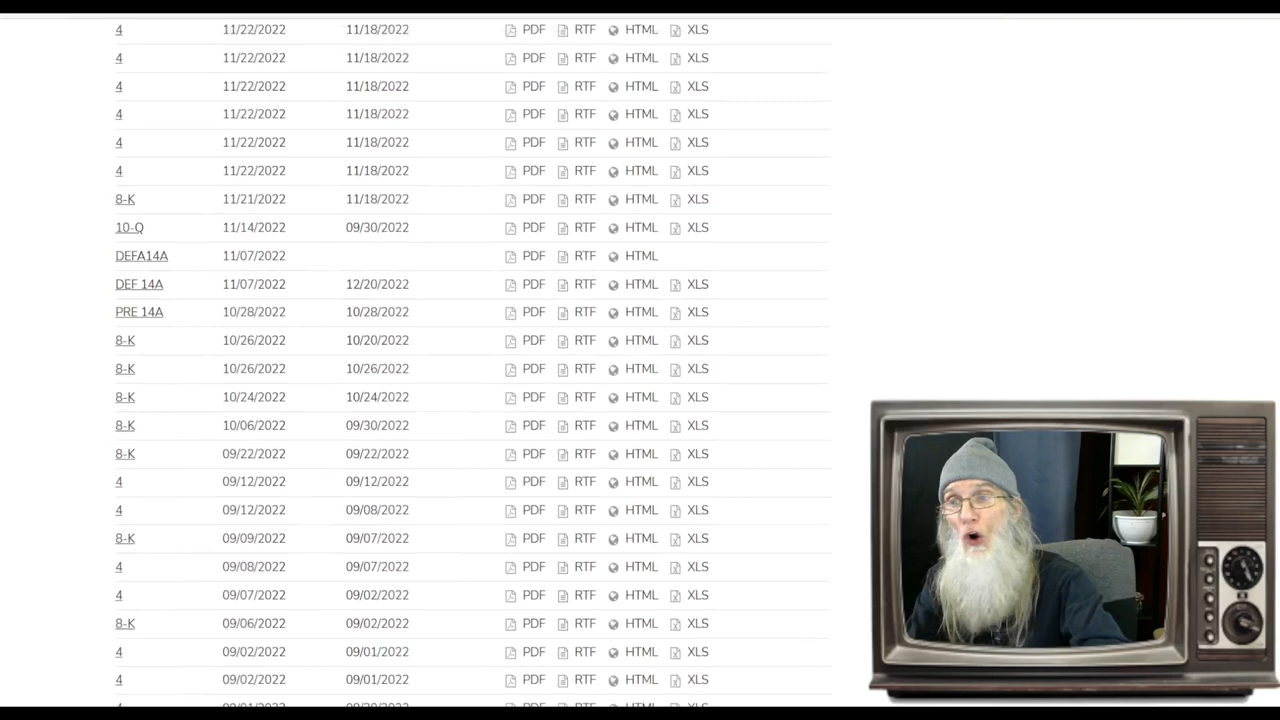 4 11/22/2022 11/18/2022 PDF RTF HTML XLS
4 11/22/2022 11/18/2022 PDF RTF HTML XLS
4 11/22/2022 11/18/2022 PDF RTF HTML XLS
4 11/22/2022 11/18/2022 PDF RTF HTML XLS
4 11/22/2022 11/18/2022 PDF RTF HTML XLS
4 11/22/2022 11/18/2022 PDF RTF HTML XLS
8-K 11/21/2022 11/18/2022 PDF RTF HTML XLS
10-Q 11/14/2022 09/30/2022 PDF RTF HTML XLS
DEFA14A 11/07/2022 PDF RTF HTML
DEF 14A 11/07/2022 12/20/2022 PDF RTF HTML XLS
PRE 14A 10/28/2022 10/28/2022 PDF RTF HTML XLS
8-K 10/26/2022 10/20/2022 PDF RTF HTML XLS
8-K 10/26/2022 10/26/2022 PDF RTF HTML XLS
8-K 10/24/2022 10/24/2022 PDF RTF HTML XLS
8-K 10/06/2022 09/30/2022 PDF RTF HTML XLS
8-K 09/22/2022 09/22/2022 PDF RTF HTML XLS
4 09/12/2022 09/12/2022 PDF RTF HTML XLS
4 09/12/2022 09/08/2022 PDF RTF HTML XLS
8-K 09/09/2022 09/07/2022 PDF RTF HTML XLS
4 09/08/2022 09/07/2022 PDF RTF HTML XLS
4 09/07/2022 09/02/2022 PDF RTF HTML XLS
8-K 09/06/2022 09/02/2022 PDF RTF HTML XLS
4 09/02/2022 09/01/2022 PDF RTF HTML XLS
4 09/02/2022 09/01/2022 PDF RTF HTML XLS